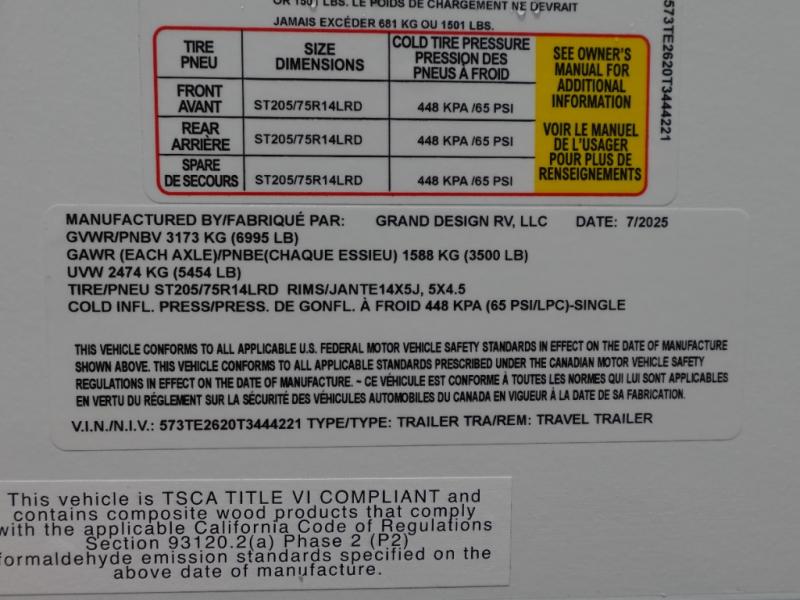 OR 1501 LBS. LE POIDS DE CHARGEMENT NE DEVRAIT
JAMAIS EXCÉDER 681 KG OU 1501 LBS.
TIRE PNEU SIZE DIMENSIONS COLD TIRE PRESSURE PRESSION DES PNEUS À FROID
FRONT AVANT ST205/75R14LRD 448 KPA /65 PSI
REAR ARRIÈRE ST205/75R14LRD 448 KPA /65 PSI
SPARE DE SECOURS ST205/75R14LRD 448 KPA /65 PSI
SEE OWNER'S
MANUAL FOR
ADDITIONAL
INFORMATION
VOIR LE MANUEL
DE L'USAGER
POUR PLUS DE
RENSEIGNEMENTS
573TE2620T3444221
MANUFACTURED BY/FABRIQUÉ PAR: GRAND DESIGN RV, LLC DATE: 7/2025
GVWR/PNBV 3173 KG (6995 LB)
GAWR (EACH AXLE)/PNBE(CHAQUE ESSIEU) 1588 KG (3500 LB)
UVW 2474 KG (5454 LB)
TIRE/PNEU ST205/75R14LRD RIMS/JANTE14X5J, 5X4.5
COLD INFL. PRESS/PRESS. DE GONFL. À FROID 448 KPA (65 PSI/LPC)-SINGLE
THIS VEHICLE CONFORMS TO ALL APPLICABLE U.S. FEDERAL MOTOR VEHICLE SAFETY STANDARDS IN EFFECT ON THE DATE OF MANUFACTURE
SHOWN ABOVE. THIS VEHICLE CONFORMS TO ALL APPLICABLE STANDARDS PRESCRIBED UNDER THE CANADIAN MOTOR VEHICLE SAFETY
REGULATIONS IN EFFECT ON THE DATE OF MANUFACTURE. ~ CE VÉHICULE EST CONFORME À TOUTES LES NORMES QUI LUI SONT APPLICABLES
EN VERTU DU RÉGLEMENT SUR LA SÉCURITÉ DES VÉHICULES AUTOMOBILES DU CANADA EN VIGUEUR À LA DATE DE SA FABRICATION.
V.I.N./N.I.V.: 573TE2620T3444221 TYPE/TYPE: TRAILER TRA/REM: TRAVEL TRAILER
This vehicle is TSCA TITLE VI COMPLIANT and
contains composite wood products that comply
with the applicable California Code of Regulations
Section 93120.2(a) Phase 2 (P2)
formaldehyde emission standards specified on the
above date of manufacture.